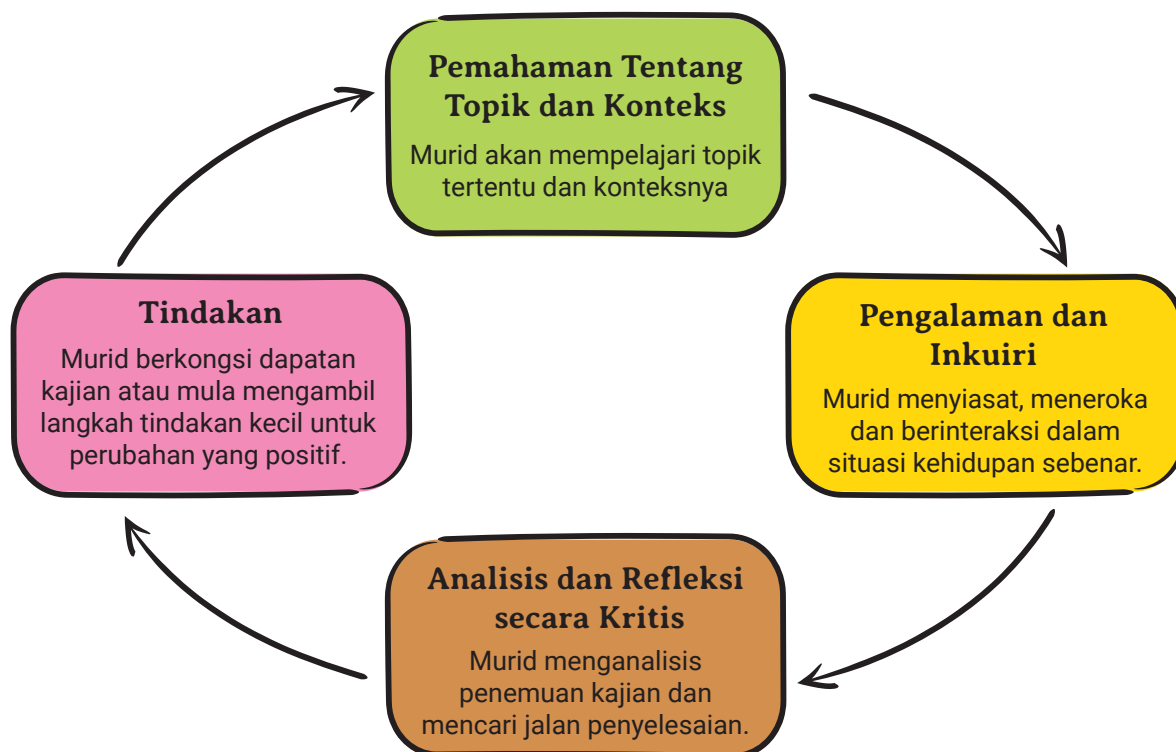 Pemahaman Tentang
Topik dan Konteks
Murid akan mempelajari topik
tertentu dan konteksnya
Pengalaman dan
Inkuiri
Murid menyiasat, meneroka
dan berinteraksi dalam
situasi kehidupan sebenar.
Analisis dan Refleksi
secara Kritis
Murid menganalisis
penemuan kajian dan
mencari jalan penyelesaian.
Tindakan
Murid berkongsi dapatan
kajian atau mula mengambil
langkah tindakan kecil untuk
perubahan yang positif.